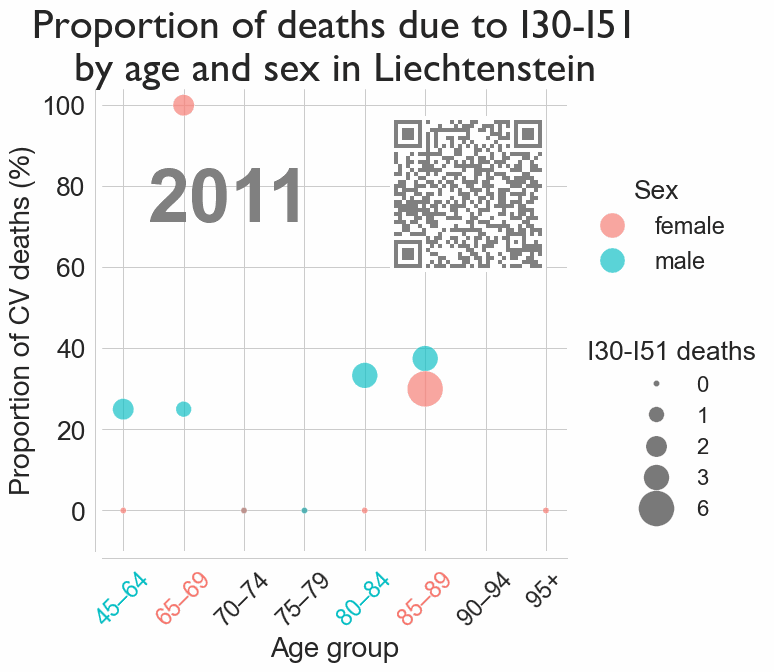 Proportion of deaths due to I30-I51
by age and sex in Liechtenstein
Proportion of CV deaths (%)
100
80
60
40
20
0
2011
45–64
65–69
70–74
75–79
80–84
85–89
90–94
95+
Age group
Sex
female
male
I30-I51 deaths
0
1
2
3
6